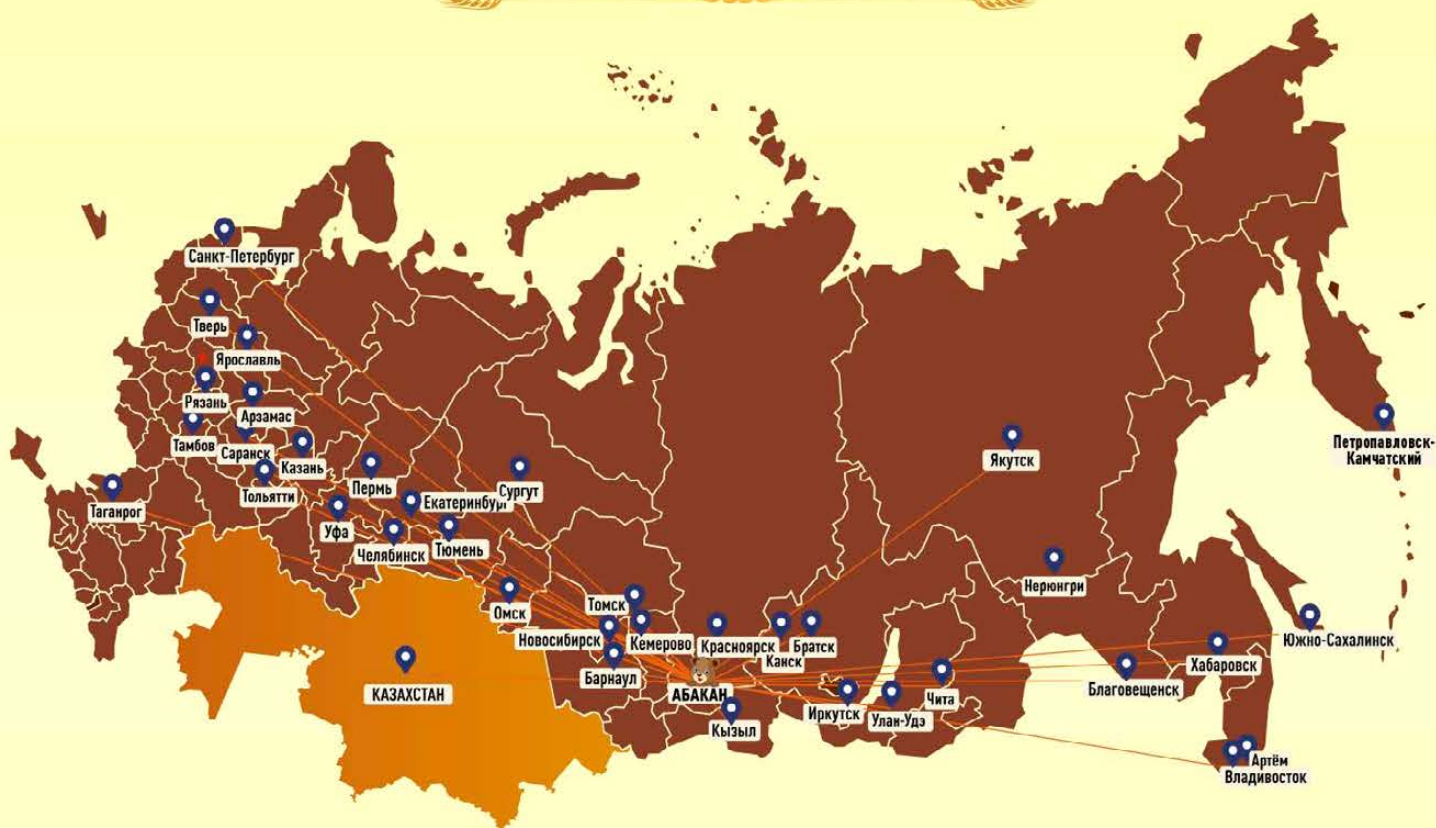 Санкт-Петербург
Тверь
Ярославль
Рязань
Арзамас
Тамбов
Саранск
Казань
Тольятти
Таганрог
Пермь
Екатеринбург
Сургут
Уфа
Челябинск
Тюмень
Омск
Томск
Новосибирск
Кемерово
Барнаул
Красноярск
Канск
Братск
АБАКАН
Кызыл
КАЗАХСТАН
Иркутск
Улан-Удэ
Чита
Якутск
Нерюнгри
Петропавловск-
Камчатский
Южно-Сахалинск
Хабаровск
Благовещенск
Артём
Владивосток